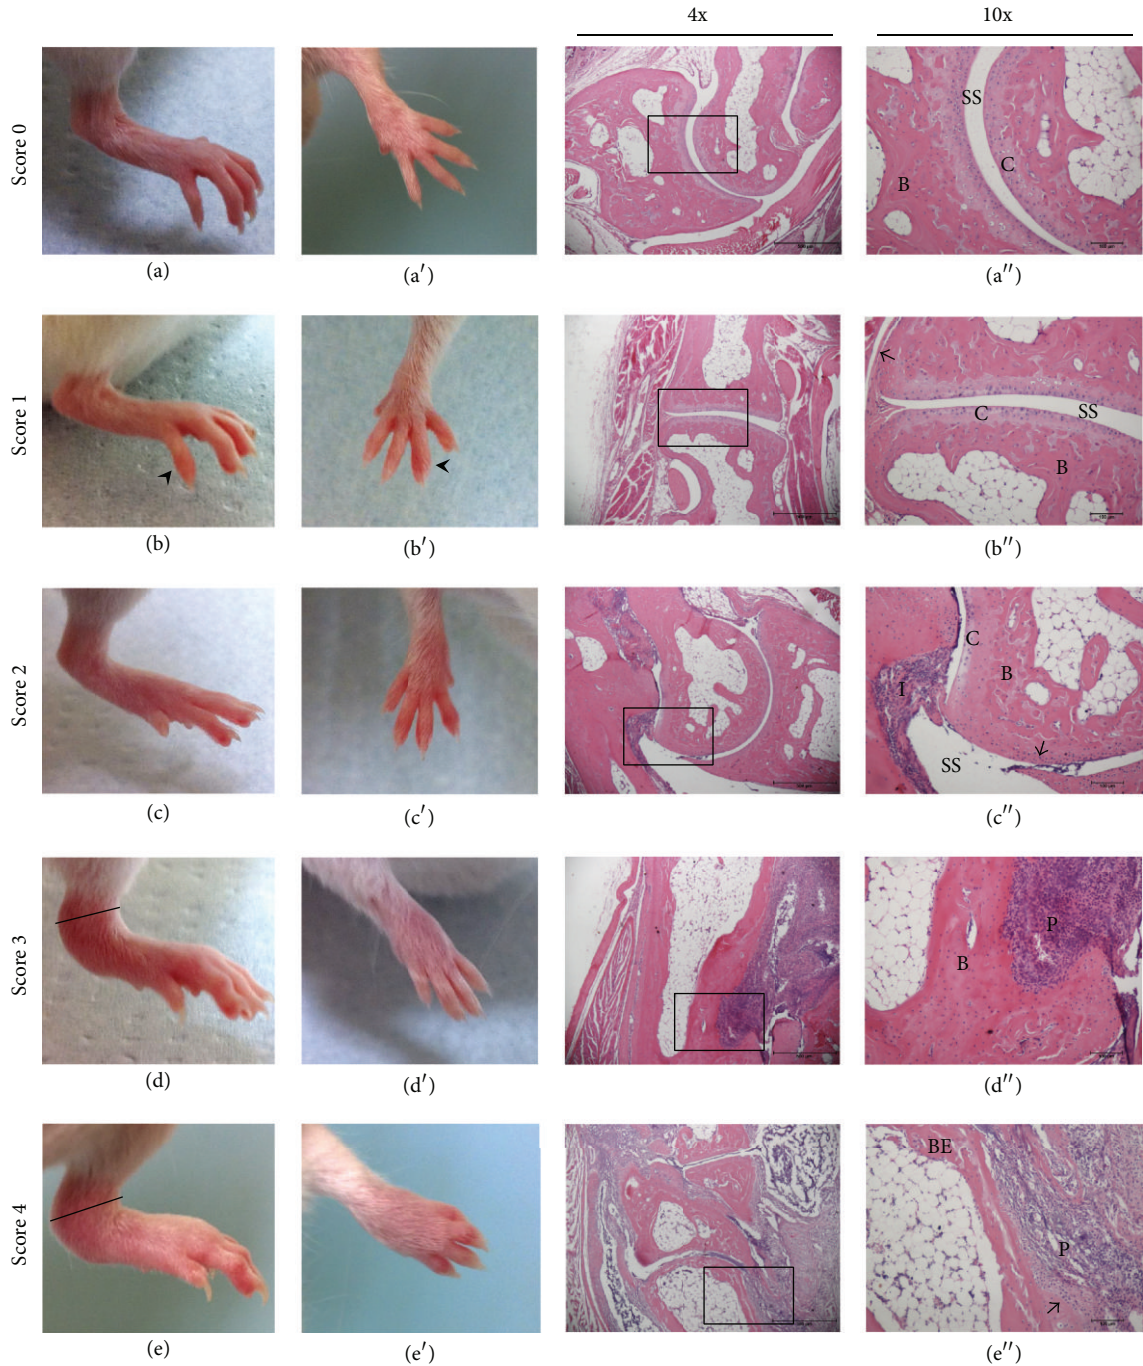 4x 10x
Score 0
SS
C
B
(a) (a′) (a″)
Score 1
C SS
B
(b) (b′) (b″)
Score 2
C
I B
SS
(c) (c′) (c″)
Score 3
P
B
(d) (d′) (d″)
Score 4
BE
P
(e) (e′) (e″)